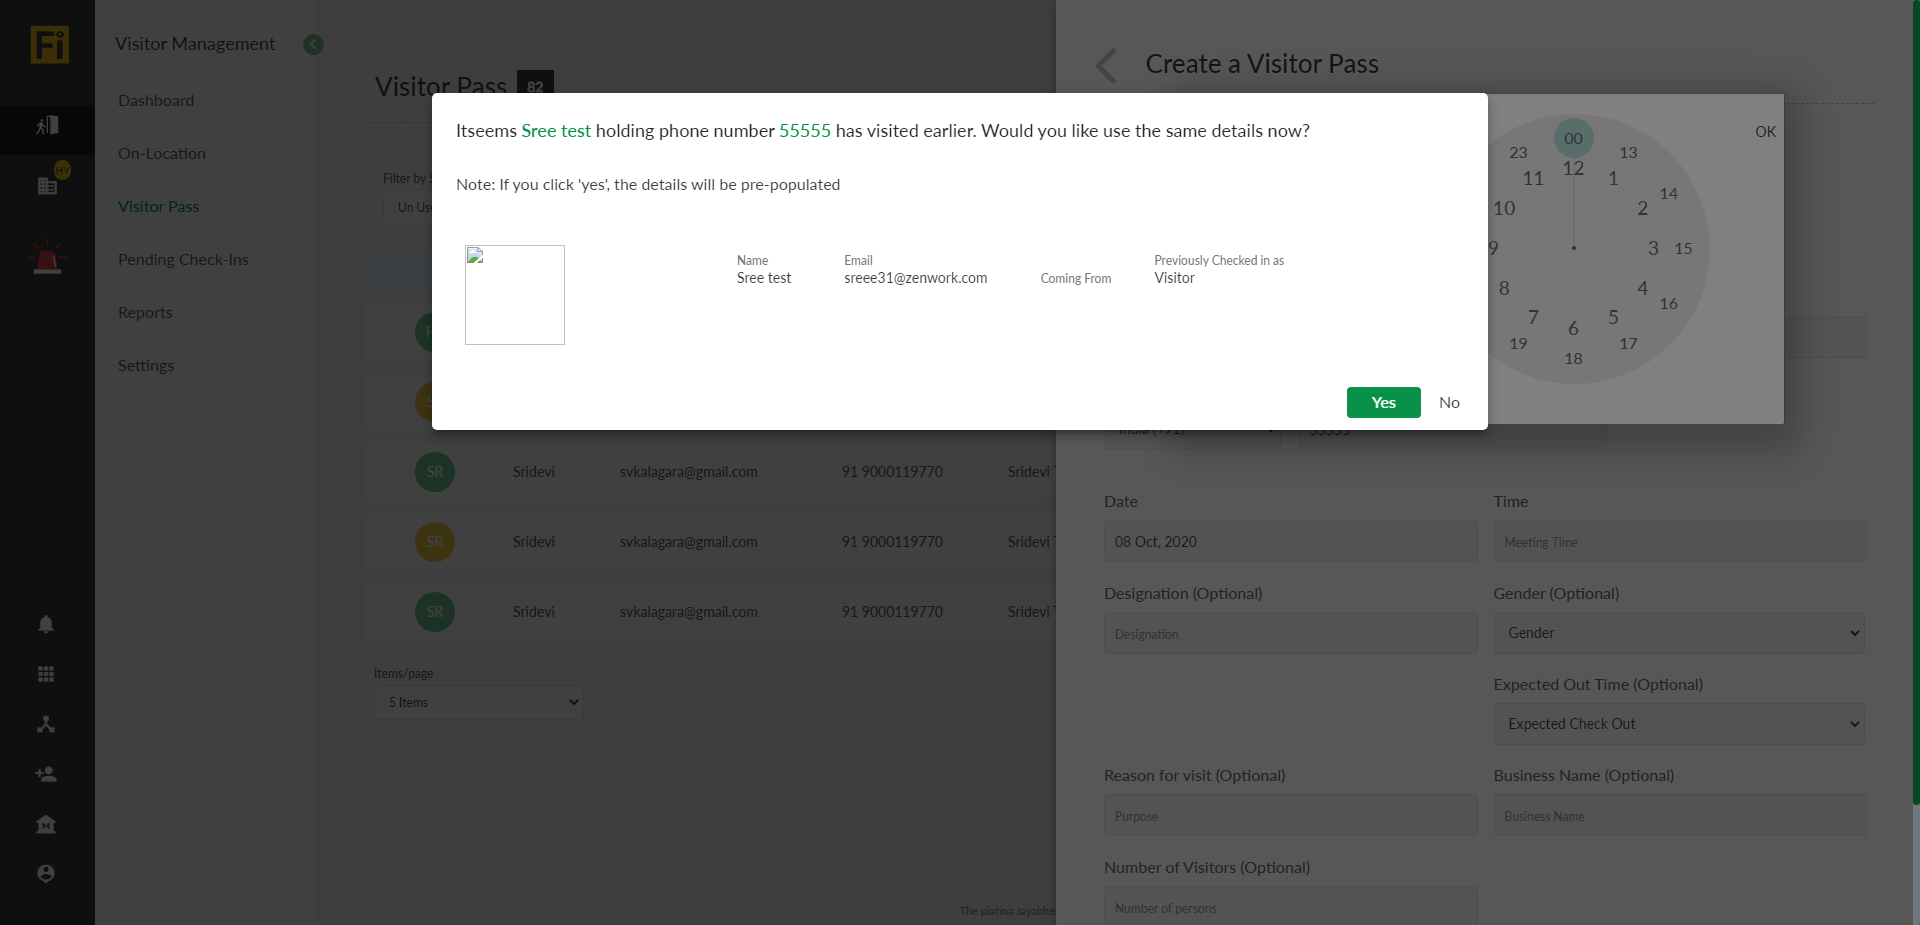 Fi
Visitor Management
Dashboard
HY
On-Location
Visitor Pass
Pending Check-Ins
Reports
Settings
Visitor Pass 82
Filter by
Un
Create a Visitor Pass
Itseems Sree test holding phone number 55555 has visited earlier. Would you like use the same details now?
Note: If you click 'yes', the details will be pre-populated
Name
Sree test
Email
sreee31@zenwork.com
Coming From
Previously Checked in as
Visitor
Yes
No
OK
00
23 13
12
11 1
14
10 2
9 3 15
8 4
16
7 5
6
19 17
18
India (+91)
55555
SR Sridevi svkalagara@gmail.com 91 9000119770 Sridevi
SR Sridevi svkalagara@gmail.com 91 9000119770 Sridevi
SR Sridevi svkalagara@gmail.com 91 9000119770 Sridevi
Items/page
5 Items
The platina Jayabhe
Date
08 Oct, 2020
Time
Meeting Time
Designation (Optional)
Designation
Gender (Optional)
Gender
Expected Out Time (Optional)
Expected Check Out
Reason for visit (Optional)
Purpose
Business Name (Optional)
Business Name
Number of Visitors (Optional)
Number of persons